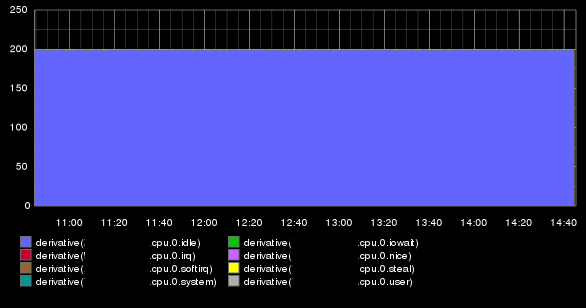 250
200
150
100
50
0
11:00 11:20 11:40 12:00 12:20 12:40 13:00 13:20 13:40 14:00 14:20 14:40
derivative( .cpu.0.idle) derivative( .cpu.0.iowait)
derivative( .cpu.0.irq) derivative( .cpu.0.nice)
derivative( .cpu.0.softirq) derivative( .cpu.0.steal)
derivative( .cpu.0.system) derivative( .cpu.0.user)